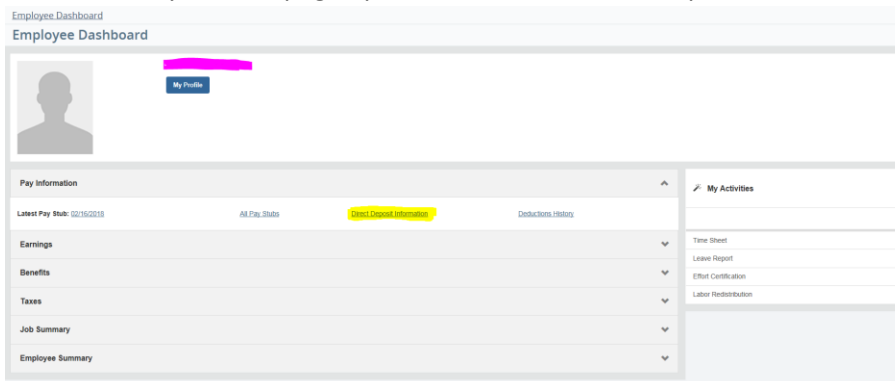 Employee Dashboard
Employee Dashboard
My Profile
Pay Information
Latest Pay Stub: 02/16/2018 All Pay Stubs Direct Deposit Information Deductions History
Earnings
Benefits
Taxes
Job Summary
Employee Summary
My Activities
Time Sheet
Leave Report
Effort Certification
Labor Redistribution